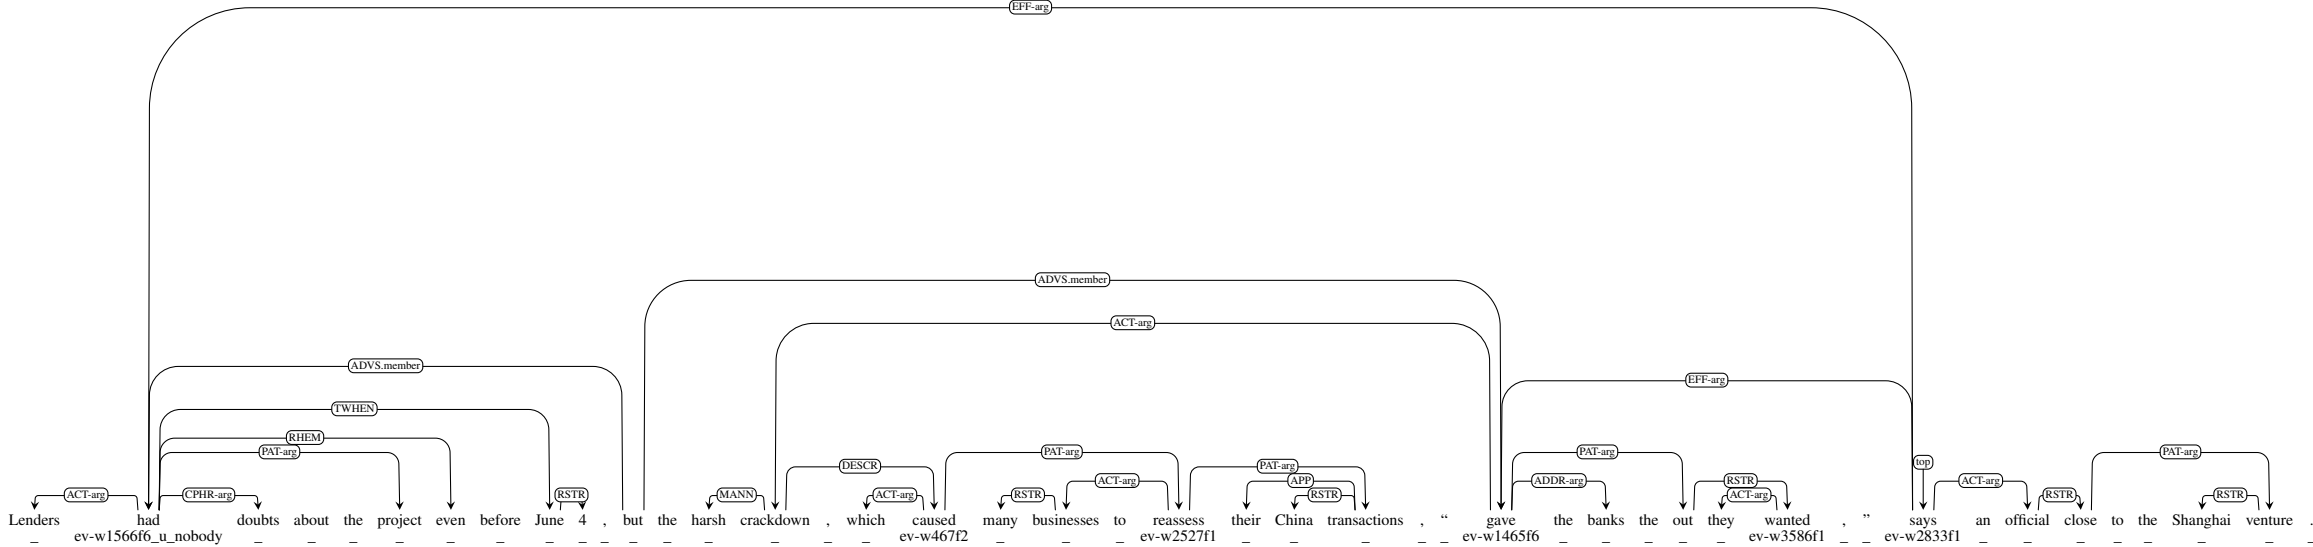 EFF-arg
ADVS.member
ACT-arg
ADVS.member
EFF-arg
TWHEN
RHEM
PAT-arg PAT-arg PAT-arg PAT-arg
top
DESCR PAT-arg
ACT-arg APP ADDR-arg RSTR ACT-arg
ACT-arg CPHR-arg RSTR MANN ACT-arg RSTR RSTR ACT-arg RSTR RSTR
Lenders had doubts about the project even before June 4 , but the harsh crackdown , which caused many businesses to reassess their China transactions , “ gave the banks the out they wanted , ” says an official close to the Shanghai venture .
_ ev-w1566f6_u_nobody _ _ _ _ _ _ _ _ _ _ _ _ _ _ _ ev-w467f2 _ _ _ ev-w2527f1 _ _ _ _ _ ev-w1465f6 _ _ _ _ _ ev-w3586f1 _ _ ev-w2833f1 _ _ _ _ _ _ _ _